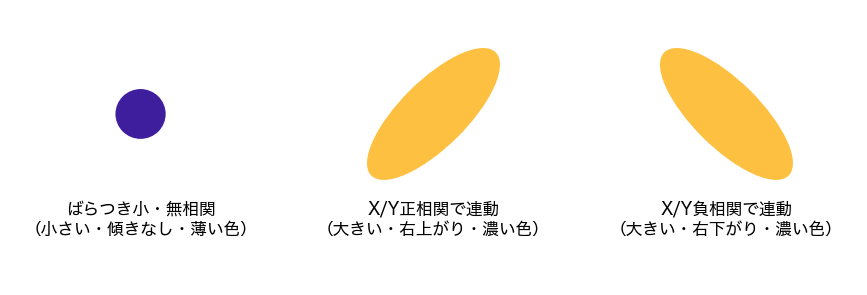 ばらつき小・無相関
（小さい・傾きなし・薄い色）
X/Y正相関で連動
（大きい・右上がり・濃い色）
X/Y負相関で連動
（大きい・右下がり・濃い色）